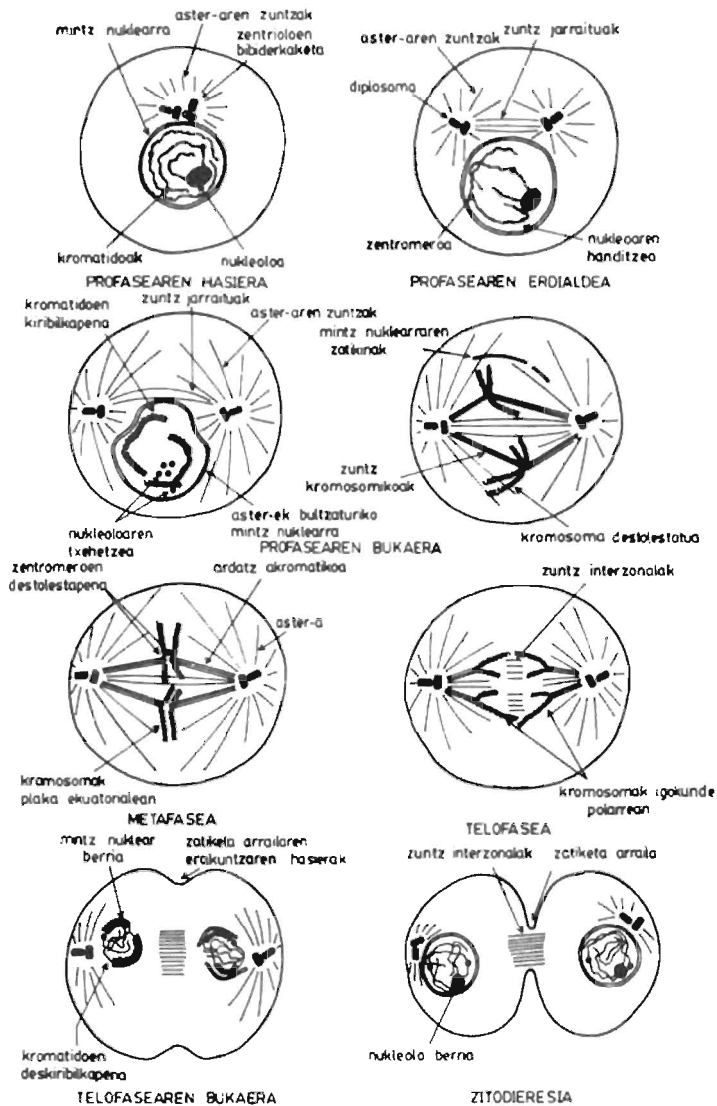 aster-aren zuntzak
mintz nuklearra
zentrioloen
bibiderkaketa
kromatidoak
nukleoloa
PROFASEAREN HASIERA
aster-aren zuntzak
zuntz jarraituak
diplosoma
zentromeroa
nukleoaren
handitzea
PROFASEAREN ERDIALDEA
kromatidoen
kiribilkapena
zuntz jarraituak
aster-aren zuntzak
nukleoloaren
txehetzea
aster-ek bultzaturiko
mintz nuklearra
mintz nuklearraren
zatikinak
zuntz
kromosomikoak
kromosoma destolestatua
PROFASEAREN BUKAERA
zentromeroen
destolestapena
ardatz akromatikoa
aster-a
kramosomak
plaka ekuatorialean
METAFASEA
zuntz interzonalak
kromosomak igokunde
polarrean
TELOFASEA
mintz nuklear
berria
zatiketa arrailaren
erakuntzaren hasierak
kromatidoen
deskiribilkapena
TELOFASEAREN BUKAERA
zuntz interzonalak
zatiketa arraila
nukleolo berria
ZITODIERESIA